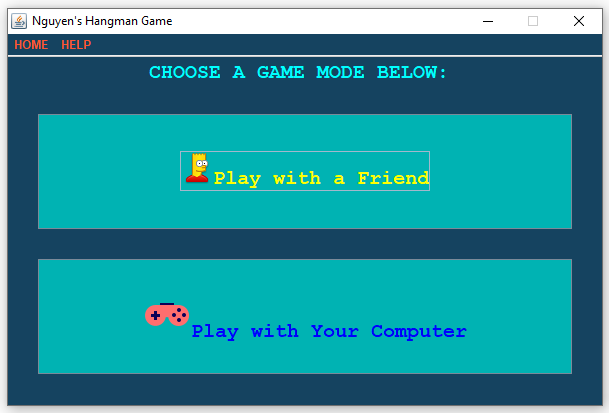 Nguyen's Hangman Game
HOME HELP
CHOOSE A GAME MODE BELOW:
Play with a Friend
Play with Your Computer